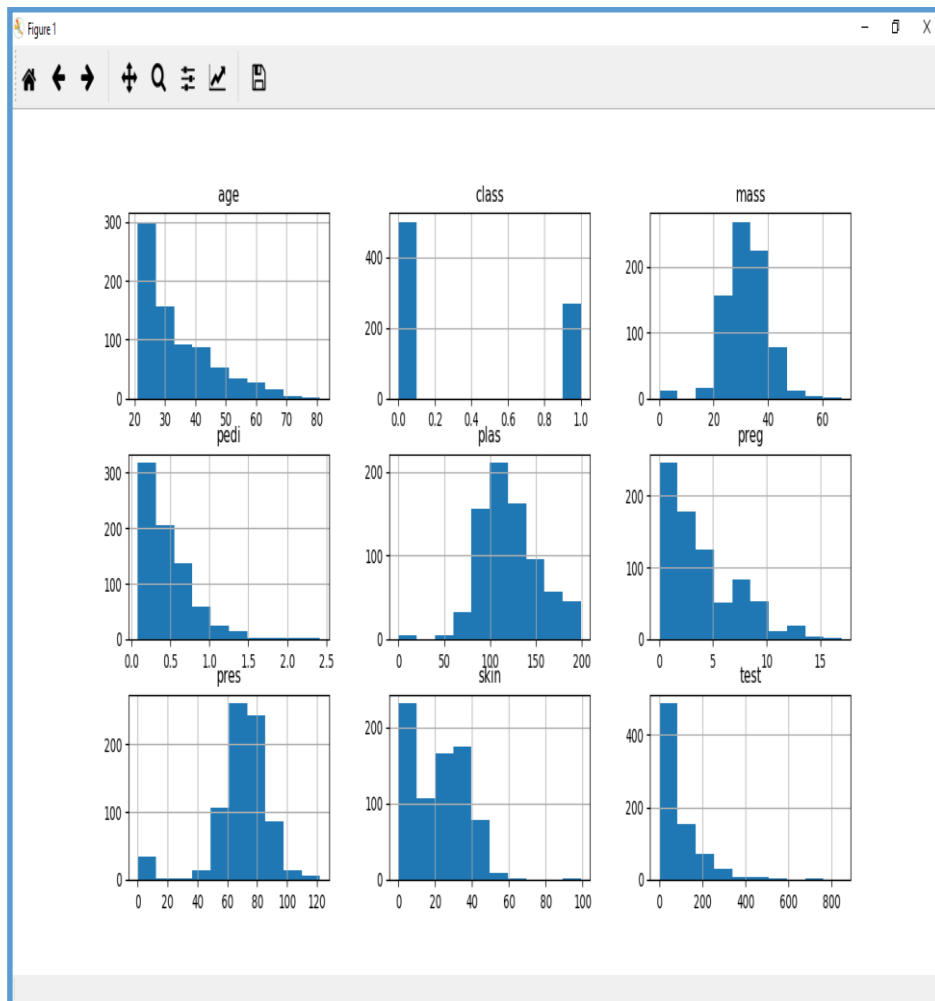 Figure 1
age class mass
300
200
100
0
20 30 40 50 60 70 80
400
200
0
0.0 0.2 0.4 0.6 0.8 1.0
200
100
0
0 20 40 60
pedi plas preg
300
200
100
0
0.0 0.5 1.0 1.5 2.0 2.5
200
100
0
0 50 100 150 200
200
100
0
0 5 10 15
pres skin test
200
100
0
0 20 40 60 80 100 120
200
100
0
0 20 40 60 80 100
400
200
0
0 200 400 600 800